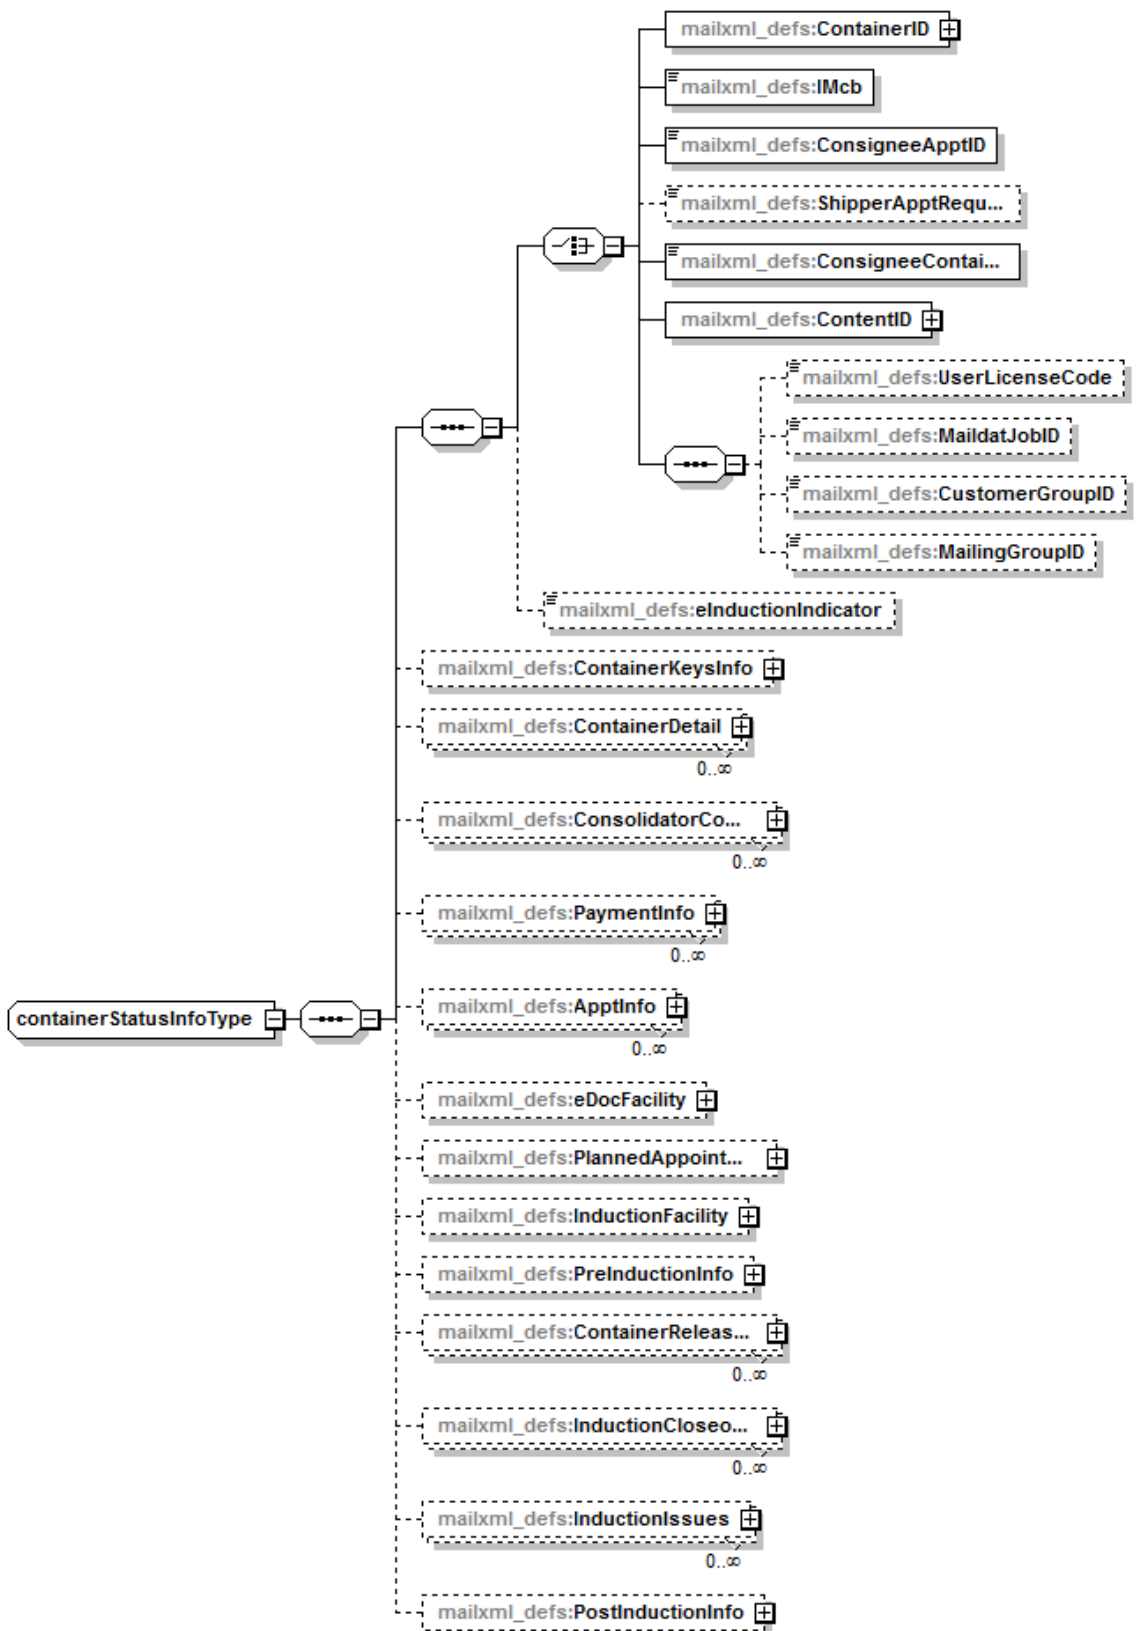 mailxml_defs:ContainerID
mailxml_defs:IMcb
mailxml_defs:ConsigneeApptID
mailxml_defs:ShipperApptRequ...
mailxml_defs:ConsigneeContai...
mailxml_defs:ContentID
mailxml_defs:UserLicenseCode
mailxml_defs:MaildatJobID
mailxml_defs:CustomerGroupID
mailxml_defs:MailingGroupID
mailxml_defs:eInductionIndicator
mailxml_defs:ContainerKeysInfo
mailxml_defs:ContainerDetail
0..∞
mailxml_defs:ConsolidatorCo...
0..∞
mailxml_defs:PaymentInfo
0..∞
mailxml_defs:ApptInfo
containerStatusInfoType
0..∞
mailxml_defs:eDocFacility
mailxml_defs:PlannedAppoint...
mailxml_defs:InductionFacility
mailxml_defs:PreInductionInfo
mailxml_defs:ContainerReleas...
0..∞
mailxml_defs:InductionCloseo...
0..∞
mailxml_defs:InductionIssues
0..∞
mailxml_defs:PostInductionInfo